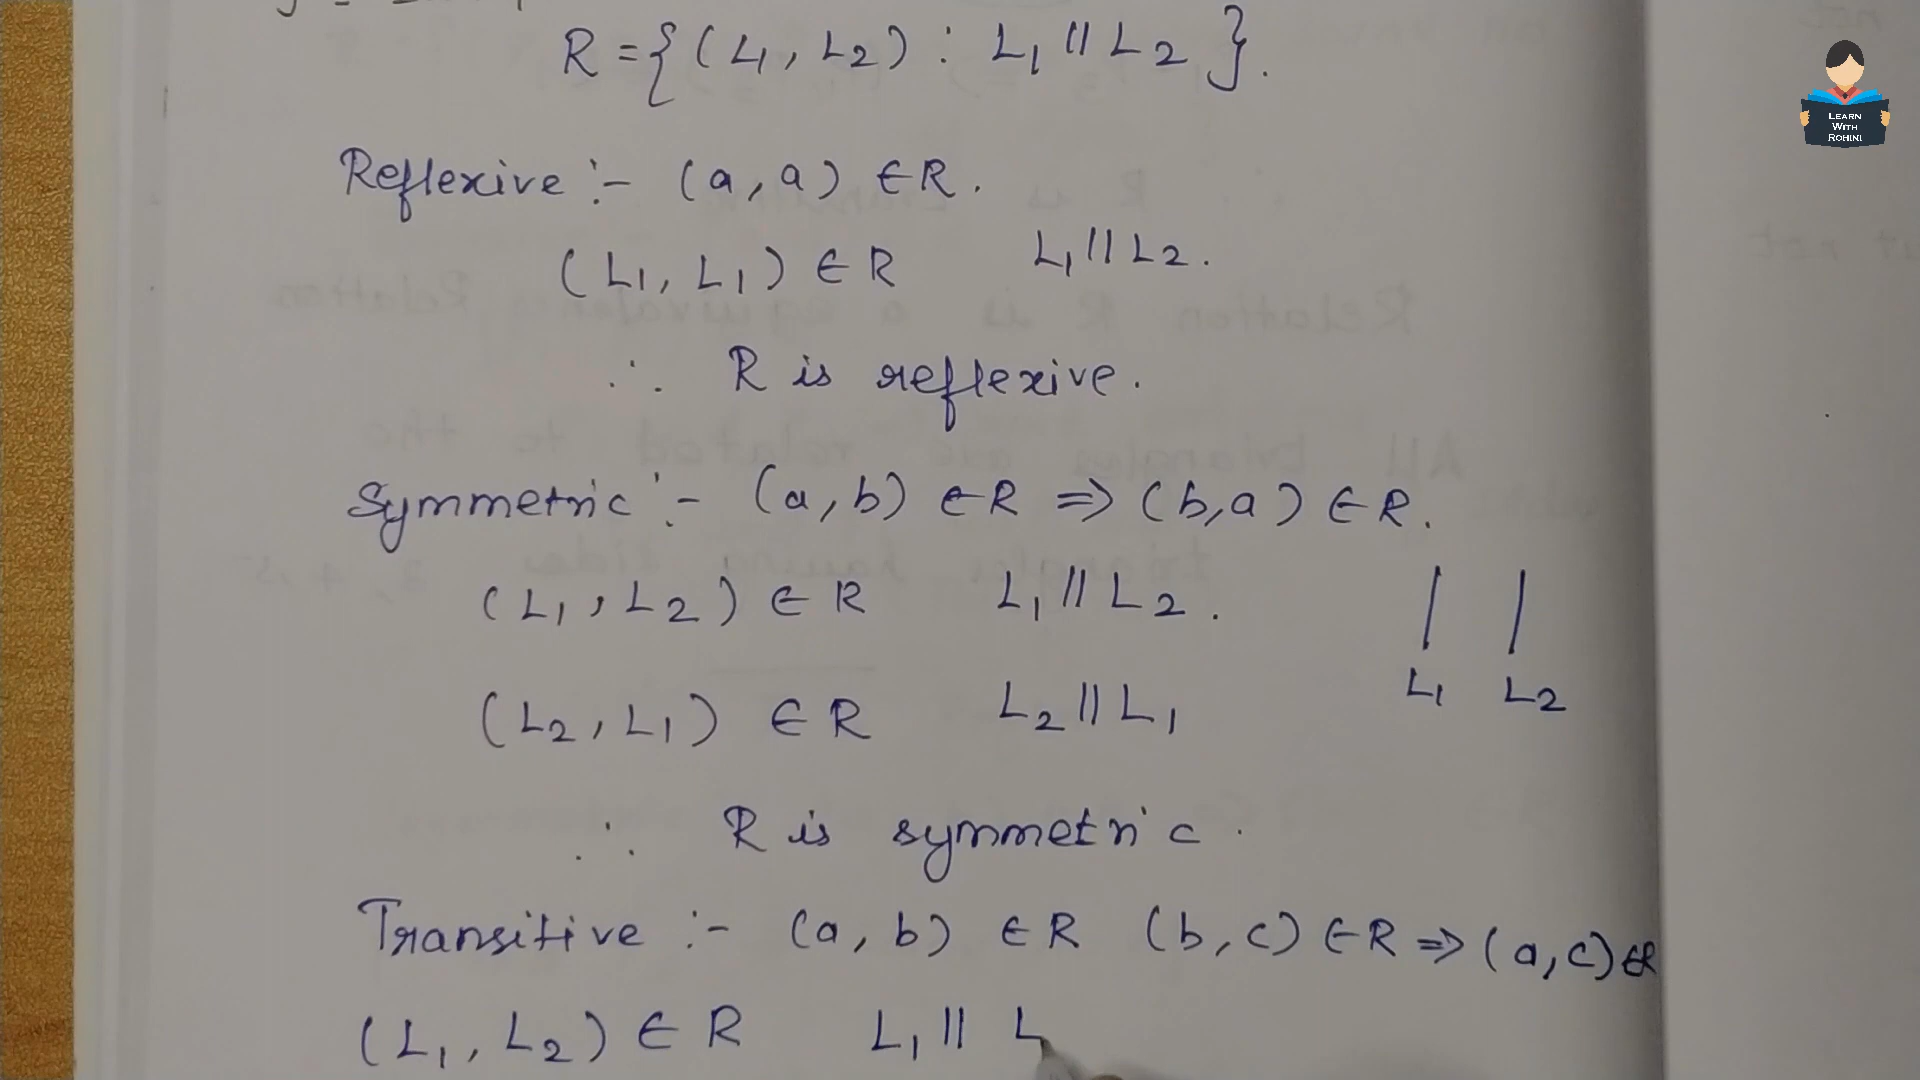 R = { (L1, L2) : L1 || L2 }.
LEARN
WITH
ROHINI
Reflexive :- (a, a) ∈ R.
(L1, L1) ∈ R L1 || L2.
∴ R is reflexive.
Symmetric :- (a, b) ∈ R ⇒ (b, a) ∈ R.
(L1, L2) ∈ R L1 || L2.
L1 L2
(L2, L1) ∈ R L2 || L1
∴ R is symmetric.
Transitive :- (a, b) ∈ R (b, c) ∈ R ⇒ (a, c) ∈ R
(L1, L2) ∈ R L1 || L